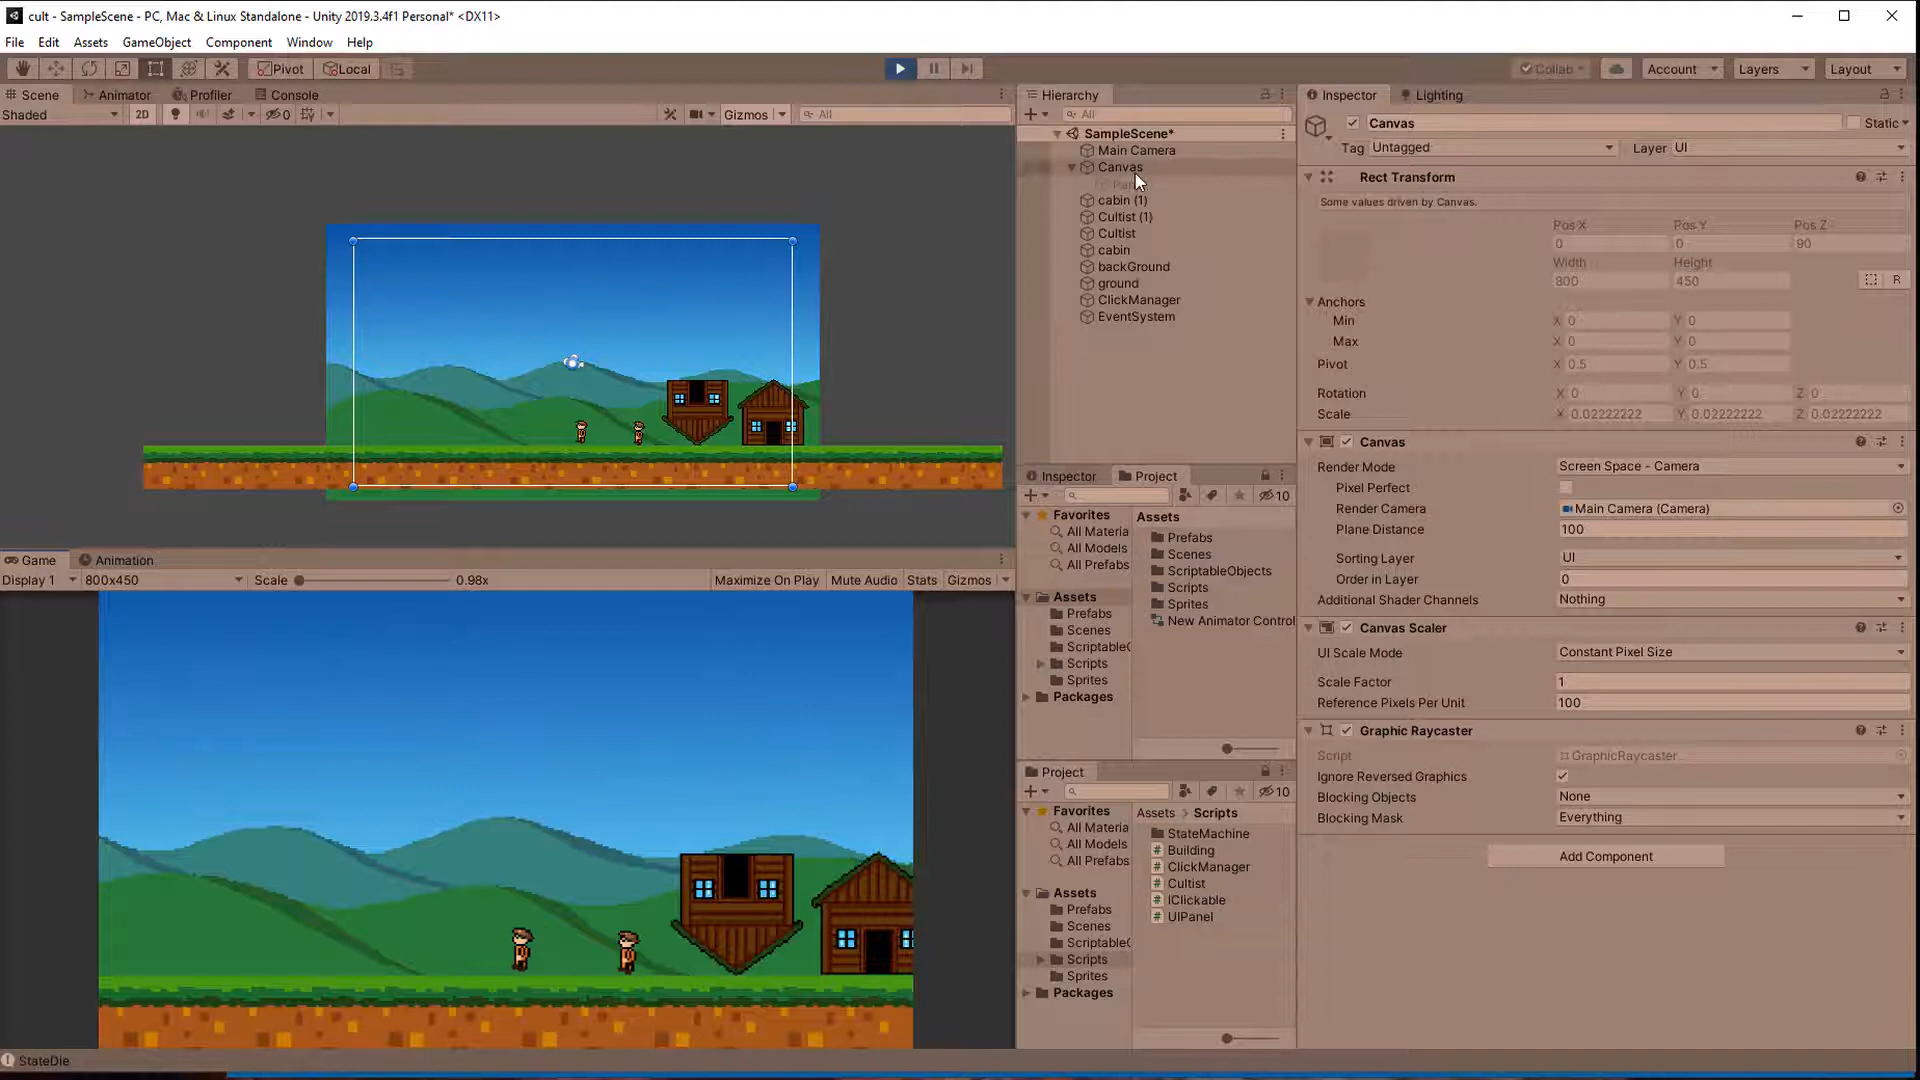 cult - SampleScene - PC, Mac & Linux Standalone - Unity 2019.3.4f1 Personal* <DX11>
File Edit Assets GameObject Component Window Help
Pivot Local Collab Account Layers Layout
Scene Animator Profiler Console
Shaded 2D 0 Gizmos All
Hierarchy
All
SampleScene*
Main Camera
Canvas
cabin (1)
Cultist (1)
Cultist
cabin
backGround
ground
ClickManager
EventSystem
Inspector Lighting
Canvas Static
Tag Untagged Layer UI
Rect Transform
Some values driven by Canvas.
Pos X Pos Y Pos Z
0 0 90
Width Height
800 450 R
Anchors
Min X 0 Y 0
Max X 0 Y 0
Pivot X 0.5 Y 0.5
Rotation X 0 Y 0 Z 0
Scale X 0.02222222 Y 0.02222222 Z 0.02222222
Canvas
Render Mode Screen Space - Camera
Pixel Perfect
Render Camera Main Camera (Camera)
Plane Distance 100
Sorting Layer UI
Order in Layer 0
Additional Shader Channels Nothing
Canvas Scaler
UI Scale Mode Constant Pixel Size
Scale Factor 1
Reference Pixels Per Unit 100
Graphic Raycaster
Script GraphicRaycaster
Ignore Reversed Graphics
Blocking Objects None
Blocking Mask Everything
Add Component
Inspector Project
10
Favorites
All Materia
All Models
All Prefabs
Assets
Prefabs
Scenes
Scriptable
Scripts
Sprites
Packages
Assets
Prefabs
Scenes
ScriptableObjects
Scripts
Sprites
New Animator Control
Project
10
Favorites
All Materia
All Models
All Prefabs
Assets
Prefabs
Scenes
Scriptable
Scripts
Sprites
Packages
Assets > Scripts
StateMachine
Building
ClickManager
Cultist
IClickable
UIPanel
Game Animation
Display 1 800x450 Scale 0.98x Maximize On Play Mute Audio Stats Gizmos
StateDie